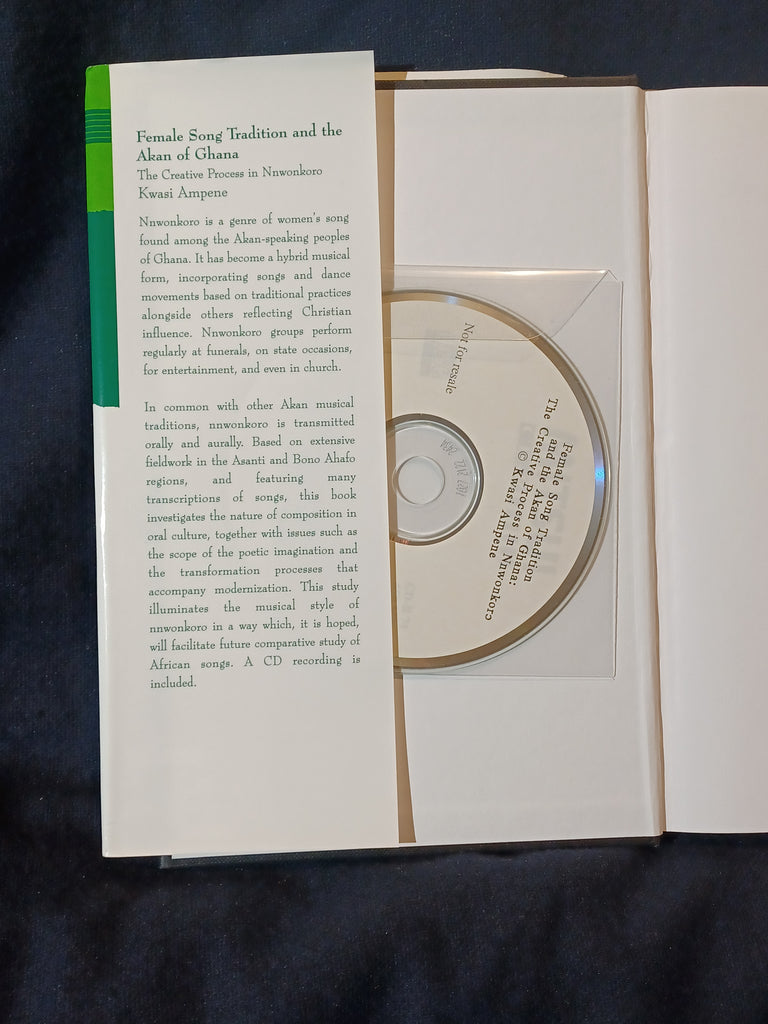 Female Song Tradition and the
Akan of Ghana
The Creative Process in Nnwonkoro
Kwasi Ampene
Nnwonkoro is a genre of women's song
found among the Akan-speaking peoples
of Ghana. It has become a hybrid musical
form, incorporating songs and dance
movements based on traditional practices
alongside others reflecting Christian
influence. Nnwonkoro groups perform
regularly at funerals, on state occasions,
for entertainment, and even in church.
In common with other Akan musical
traditions, nnwonkoro is transmitted
orally and aurally. Based on extensive
fieldwork in the Asanti and Bono Ahafo
regions, and featuring many
transcriptions of songs, this book
investigates the nature of composition in
oral culture, together with issues such as
the scope of the poetic imagination and
the transformation processes that
accompany modernization. This study
illuminates the musical style of
nnwonkoro in a way which, it is hoped,
will facilitate future comparative study of
African songs. A CD recording is
included.
Not for resale
Female Song Tradition
and the Akan of Ghana:
The Creative Process in Nnwonkoro
© Kwasi Ampene